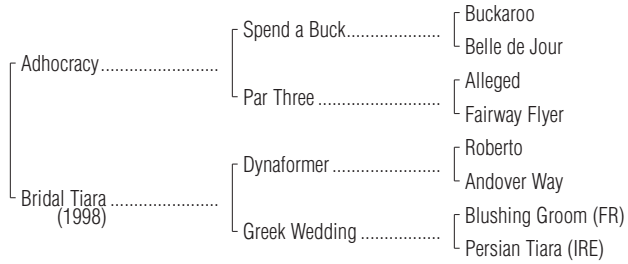 Buckaroo
Spend a Buck....................
Belle de Jour
Adhocracy.........................
Alleged
Par Three ..........................
Fairway Flyer
Roberto
Dynaformer .......................
Andover Way
Bridal Tiara .......................
(1998)
Blushing Groom (FR)
Greek Wedding .................
Persian Tiara (IRE)